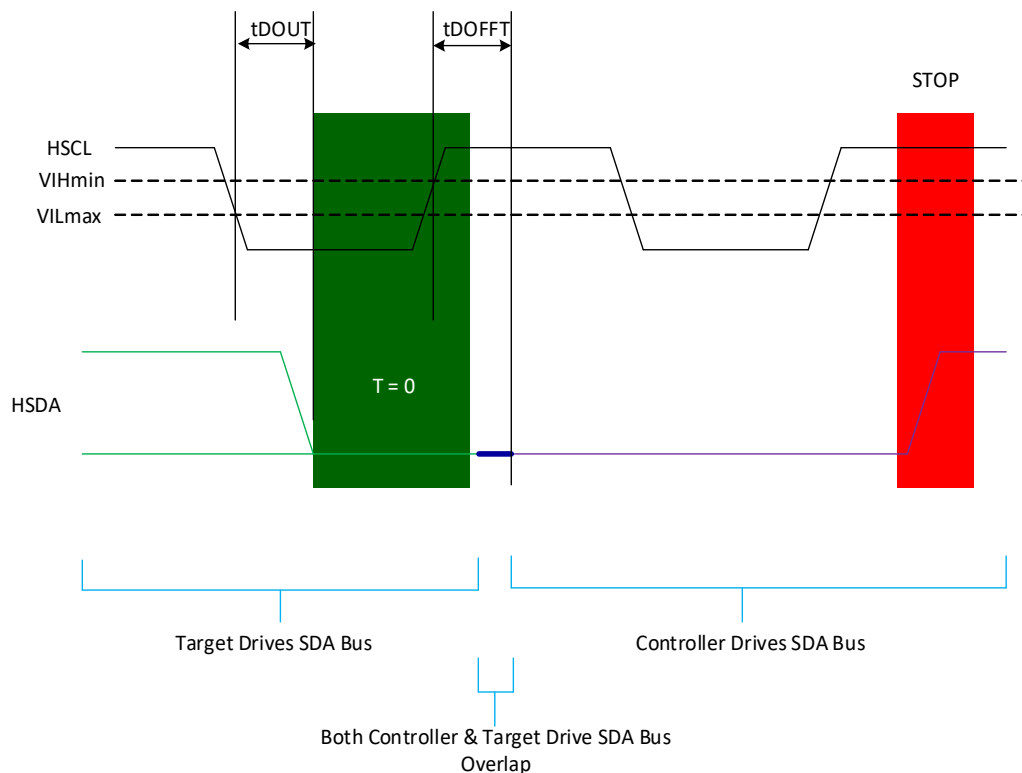 tDOUT
tDOFFT
STOP
HSCL
VIHmin
VILmax
T = 0
HSDA
Target Drives SDA Bus
Controller Drives SDA Bus
Both Controller & Target Drive SDA Bus
Overlap